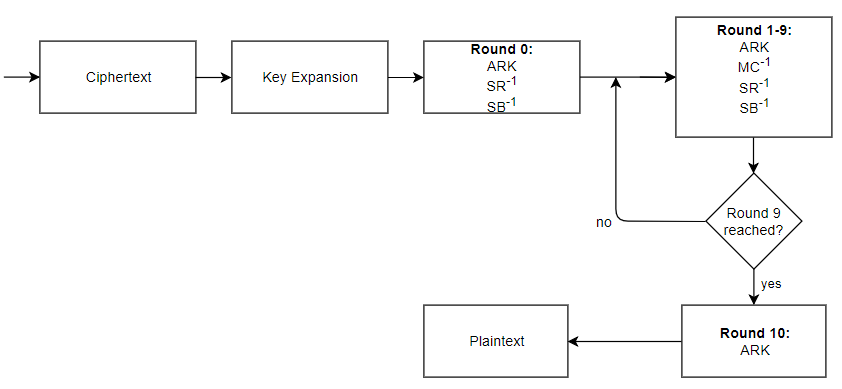 Ciphertext
Key Expansion
Round 0:
ARK
SR-1
SB-1
Round 1-9:
ARK
MC-1
SR-1
SB-1
Round 9
reached?
no
yes
Round 10:
ARK
Plaintext